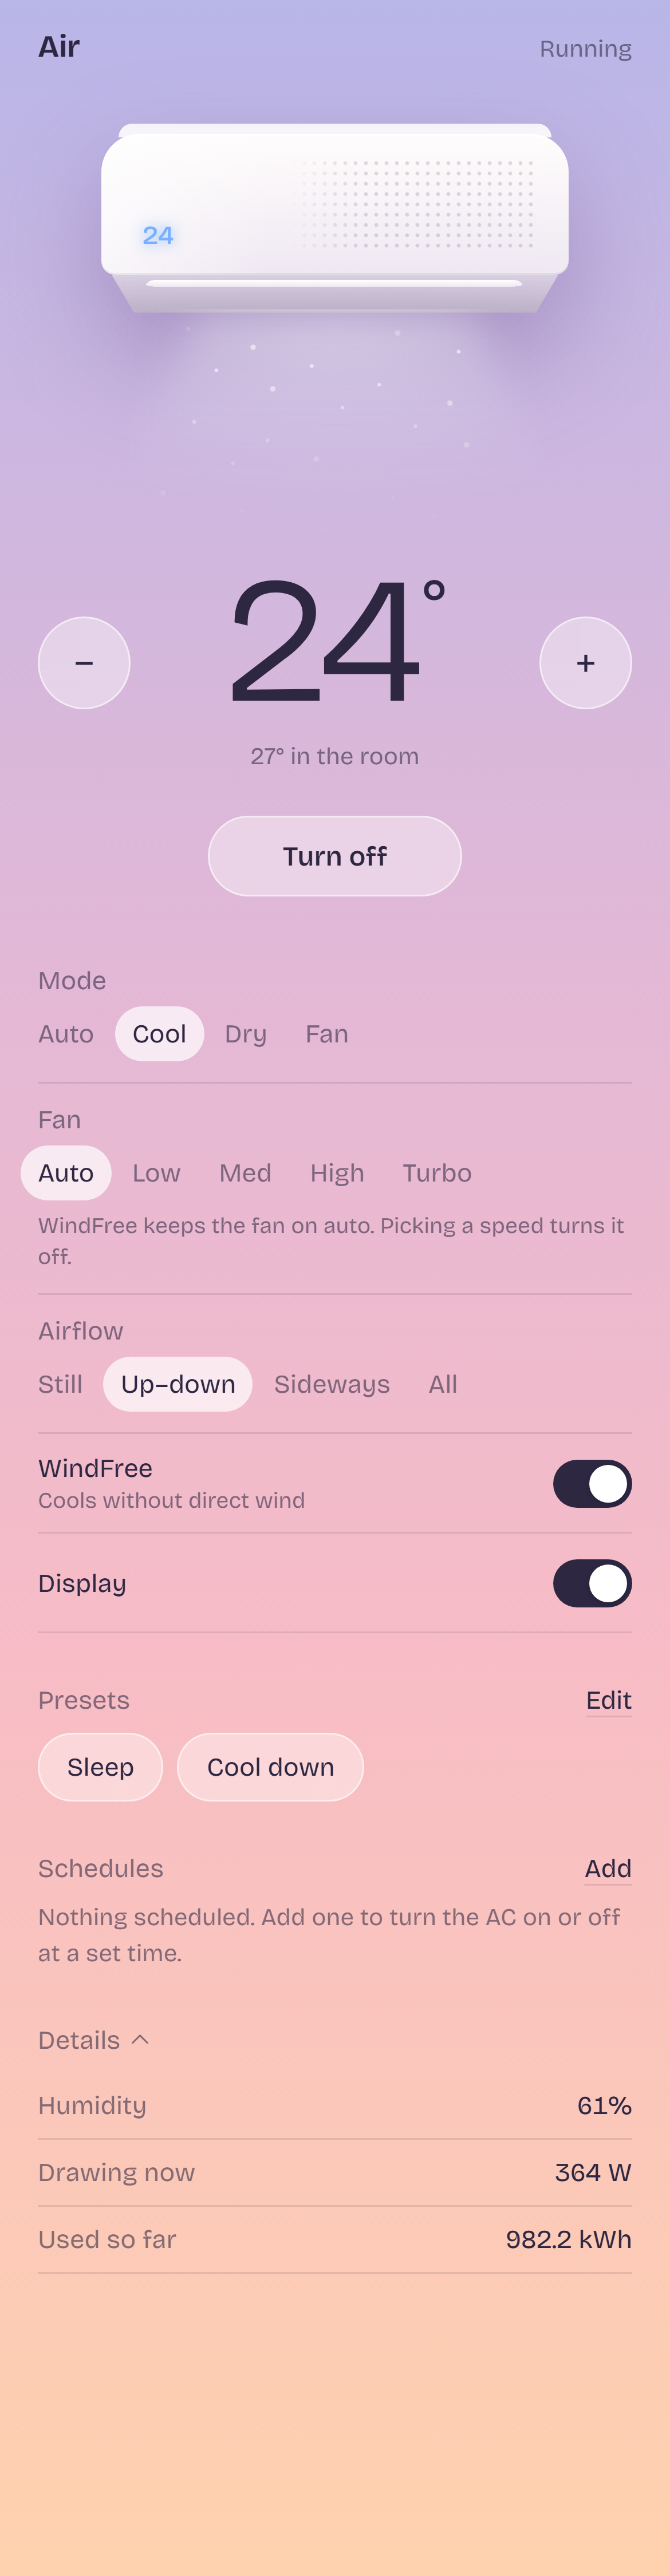 Air
Running
24
24°
−
+
27° in the room
Turn off
Mode
Auto Cool Dry Fan
Fan
Auto Low Med High Turbo
WindFree keeps the fan on auto. Picking a speed turns it
off.
Airflow
Still Up–down Sideways All
WindFree
Cools without direct wind
Display
Presets
Edit
Sleep Cool down
Schedules
Add
Nothing scheduled. Add one to turn the AC on or off
at a set time.
Details
Humidity 61%
Drawing now 364 W
Used so far 982.2 kWh